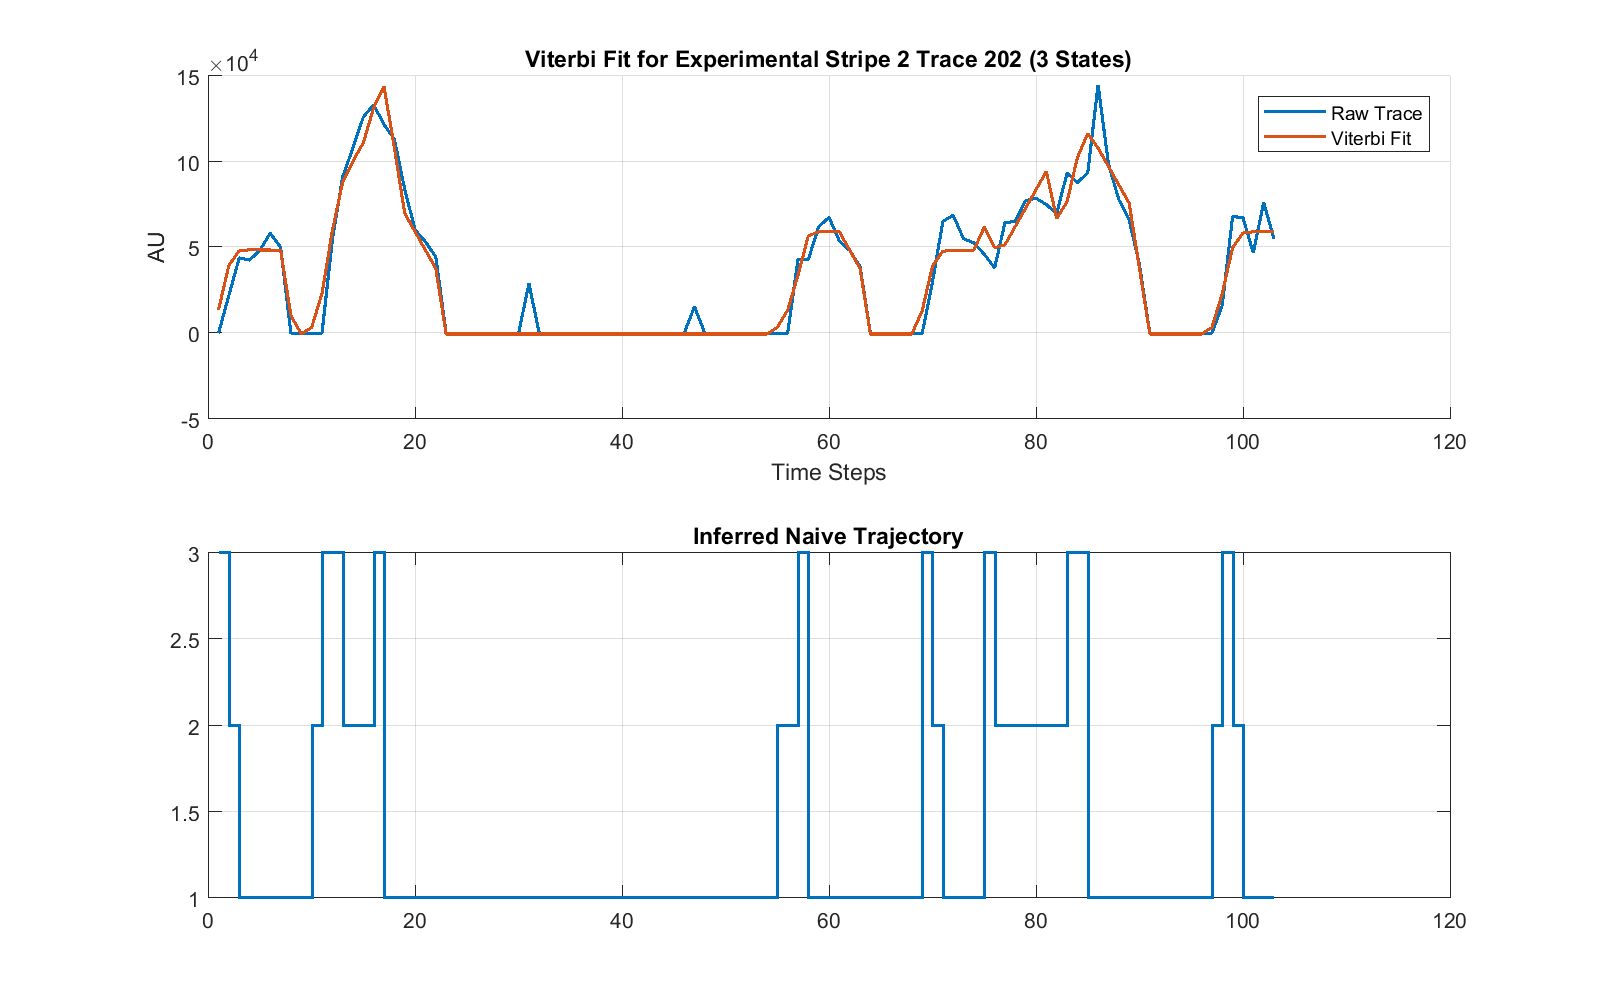 Viterbi Fit for Experimental Stripe 2 Trace 202 (3 States)
×10^4
15
10
5
0
-5
AU
Raw Trace
Viterbi Fit
0 20 40 60 80 100 120
Time Steps
Inferred Naive Trajectory
3
2.5
2
1.5
1
0 20 40 60 80 100 120